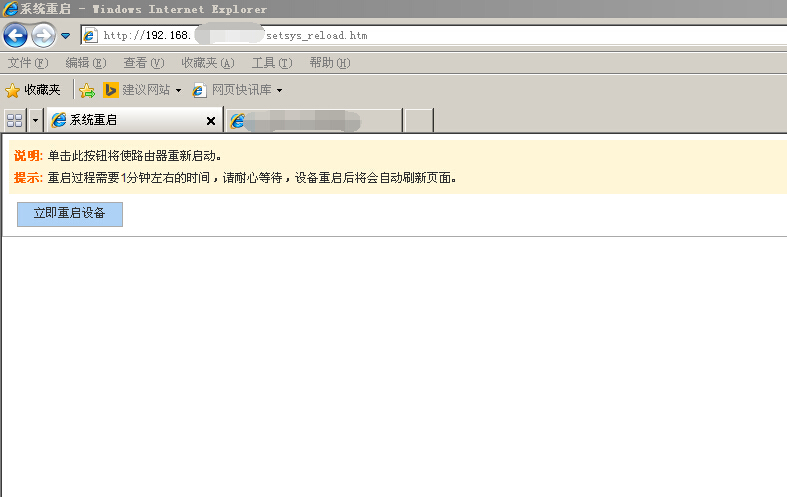 系统重启 - Windows Internet Explorer
http://192.168. setsys_reload.htm
文件(F) 编辑(E) 查看(V) 收藏夹(A) 工具(T) 帮助(H)
收藏夹 建议网站 网页快讯库
系统重启
说明: 单击此按钮将使路由器重新启动。
提示: 重启过程需要1分钟左右的时间，请耐心等待，设备重启后将会自动刷新页面。
立即重启设备